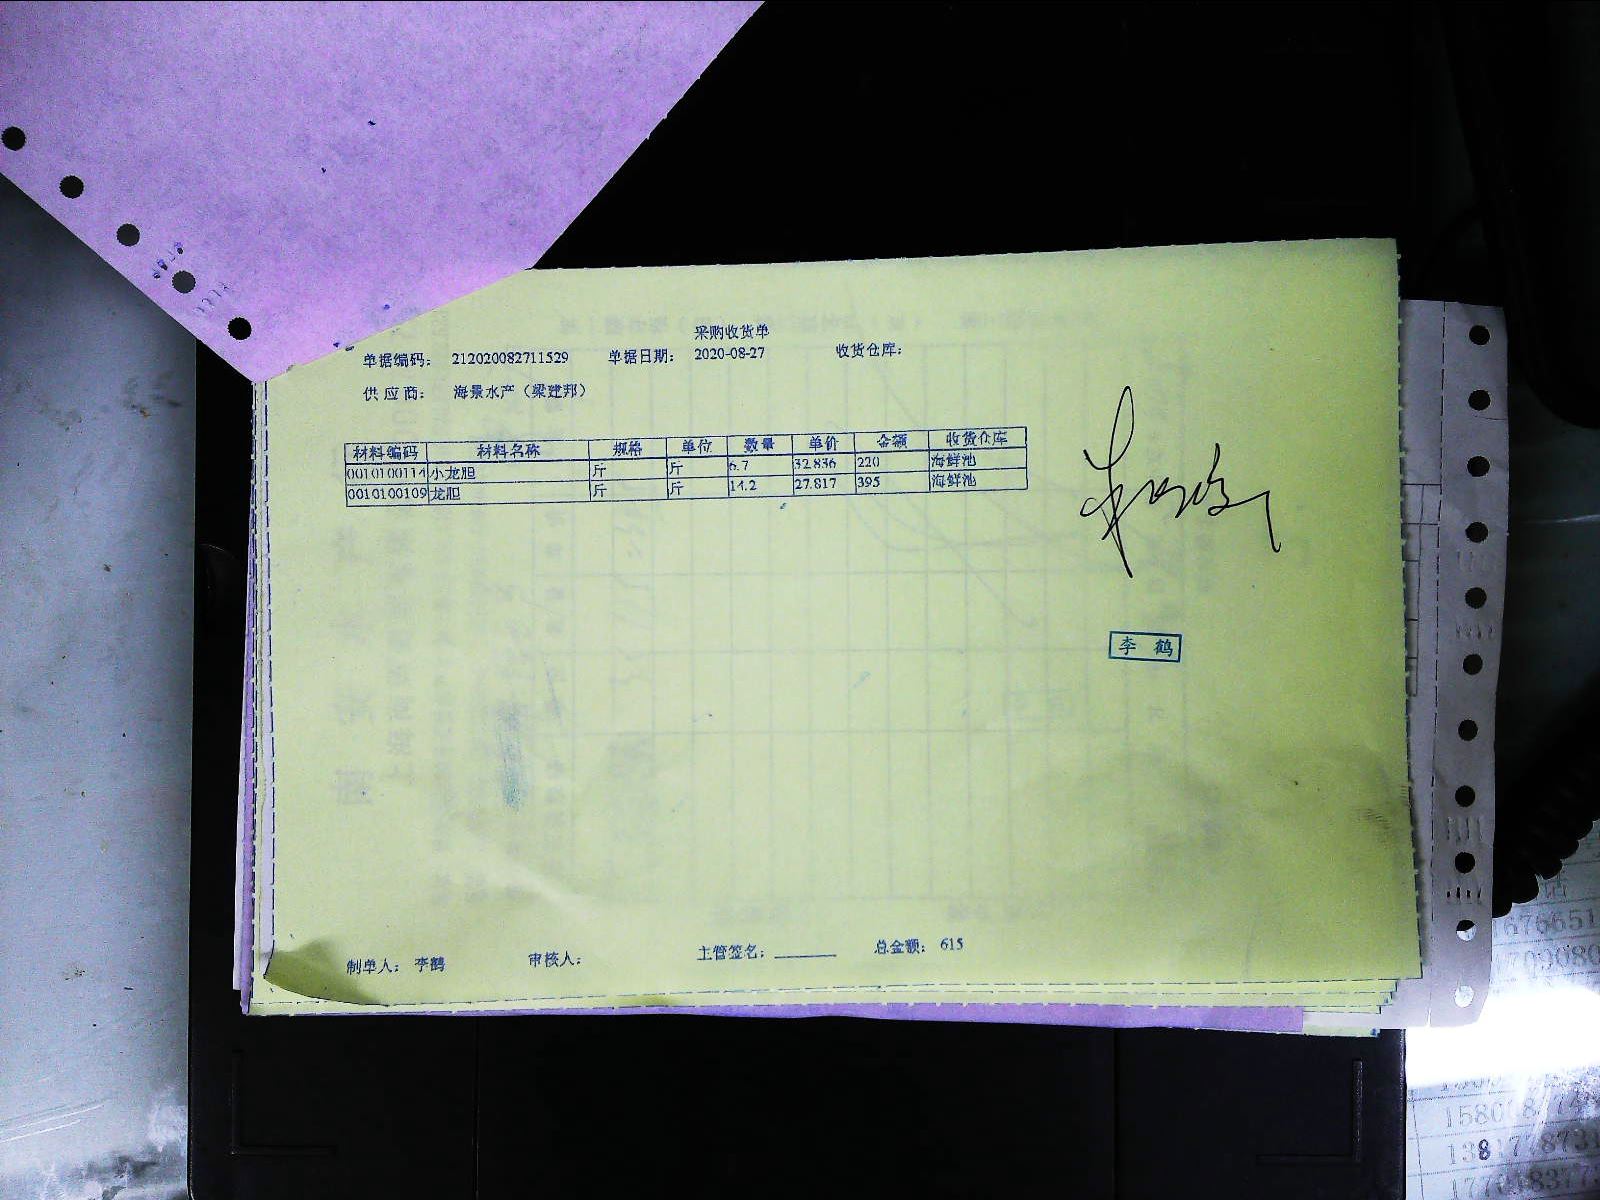 采购收货单
单据编码： 212020082711529 单据日期： 2020-08-27 收货仓库：
供应商： 海景水产（梁建邦）
材料编码 材料名称 规格 单位 数量 单价 金额 收货仓库
0010100114 小龙胆 斤 斤 6.7 32.836 220 海鲜池
0010100109 龙胆 斤 斤 14.2 27.817 395 海鲜池
李 鹤
制单人： 李鹤 审核人： 主管签名： 总金额： 615